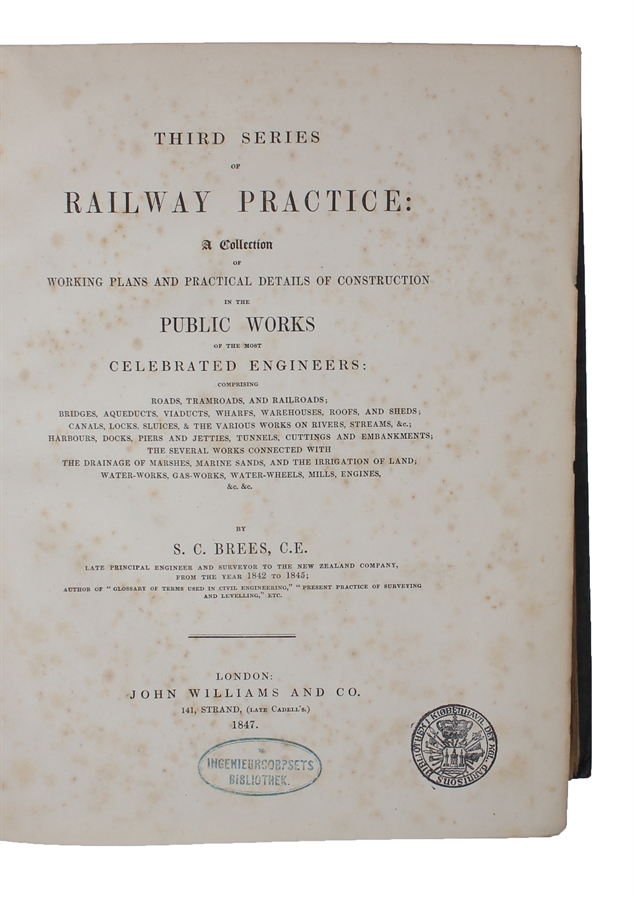 THIRD SERIES
OF
RAILWAY PRACTICE:
A Collection
OF
WORKING PLANS AND PRACTICAL DETAILS OF CONSTRUCTION
IN THE
PUBLIC WORKS
OF THE MOST
CELEBRATED ENGINEERS:
COMPRISING
ROADS, TRAMROADS, AND RAILROADS;
BRIDGES, AQUEDUCTS, VIADUCTS, WHARFS, WAREHOUSES, ROOFS, AND SHEDS;
CANALS, LOCKS. SLUICES, & THE VARIOUS WORKS ON RIVERS, STREAMS, &c.;
HARBOURS, DOCKS, PIERS AND JETTIES, TUNNELS, CUTTINGS AND EMBANKMENTS;
THE SEVERAL WORKS CONNECTED WITH
THE DRAINAGE OF MARSHES, MARINE SANDS, AND THE IRRIGATION OF LAND;
WATER-WORKS, GAS-WORKS, WATER-WHEELS, MILLS, ENGINES,
&c. &c.
BY
S. C. BREES, C.E.
LATE PRINCIPAL ENGINEER AND SURVEYOR TO THE NEW ZEALAND COMPANY,
FROM THE YEAR 1842 TO 1845;
AUTHOR OF "GLOSSARY OF TERMS USED IN CIVIL ENGINEERING," "PRESENT PRACTICE OF SURVEYING
AND LEVELLING," ETC.
LONDON:
JOHN WILLIAMS AND CO.
141, STRAND, (LATE CADELL'S.)
1847.
INGENIEURCORPSETS
BIBLIOTHEK.
DET KGL. GARNISONS BIBLIOTHEK I KIØBENHAVN